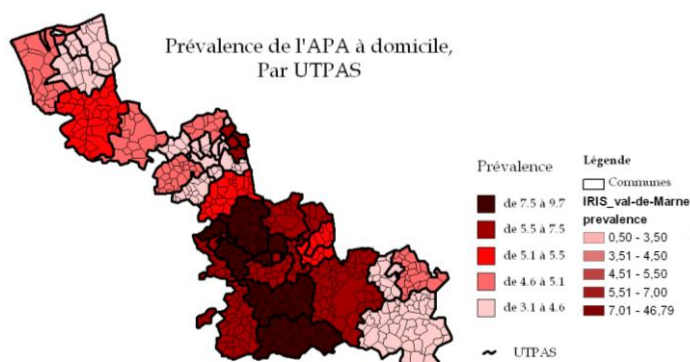 Prévalence de l'APA à domicile,
Par UTPAS
Prévalence
de 7.5 à 9.7
de 5.5 à 7.5
de 5.1 à 5.5
de 4.6 à 5.1
de 3.1 à 4.6
UTPAS
Légende
Communes
IRIS_val-de-Marne
prevalence
0,50 - 3,50
3,51 - 4,50
4,51 - 5,50
5,51 - 7,00
7,01 - 46,79